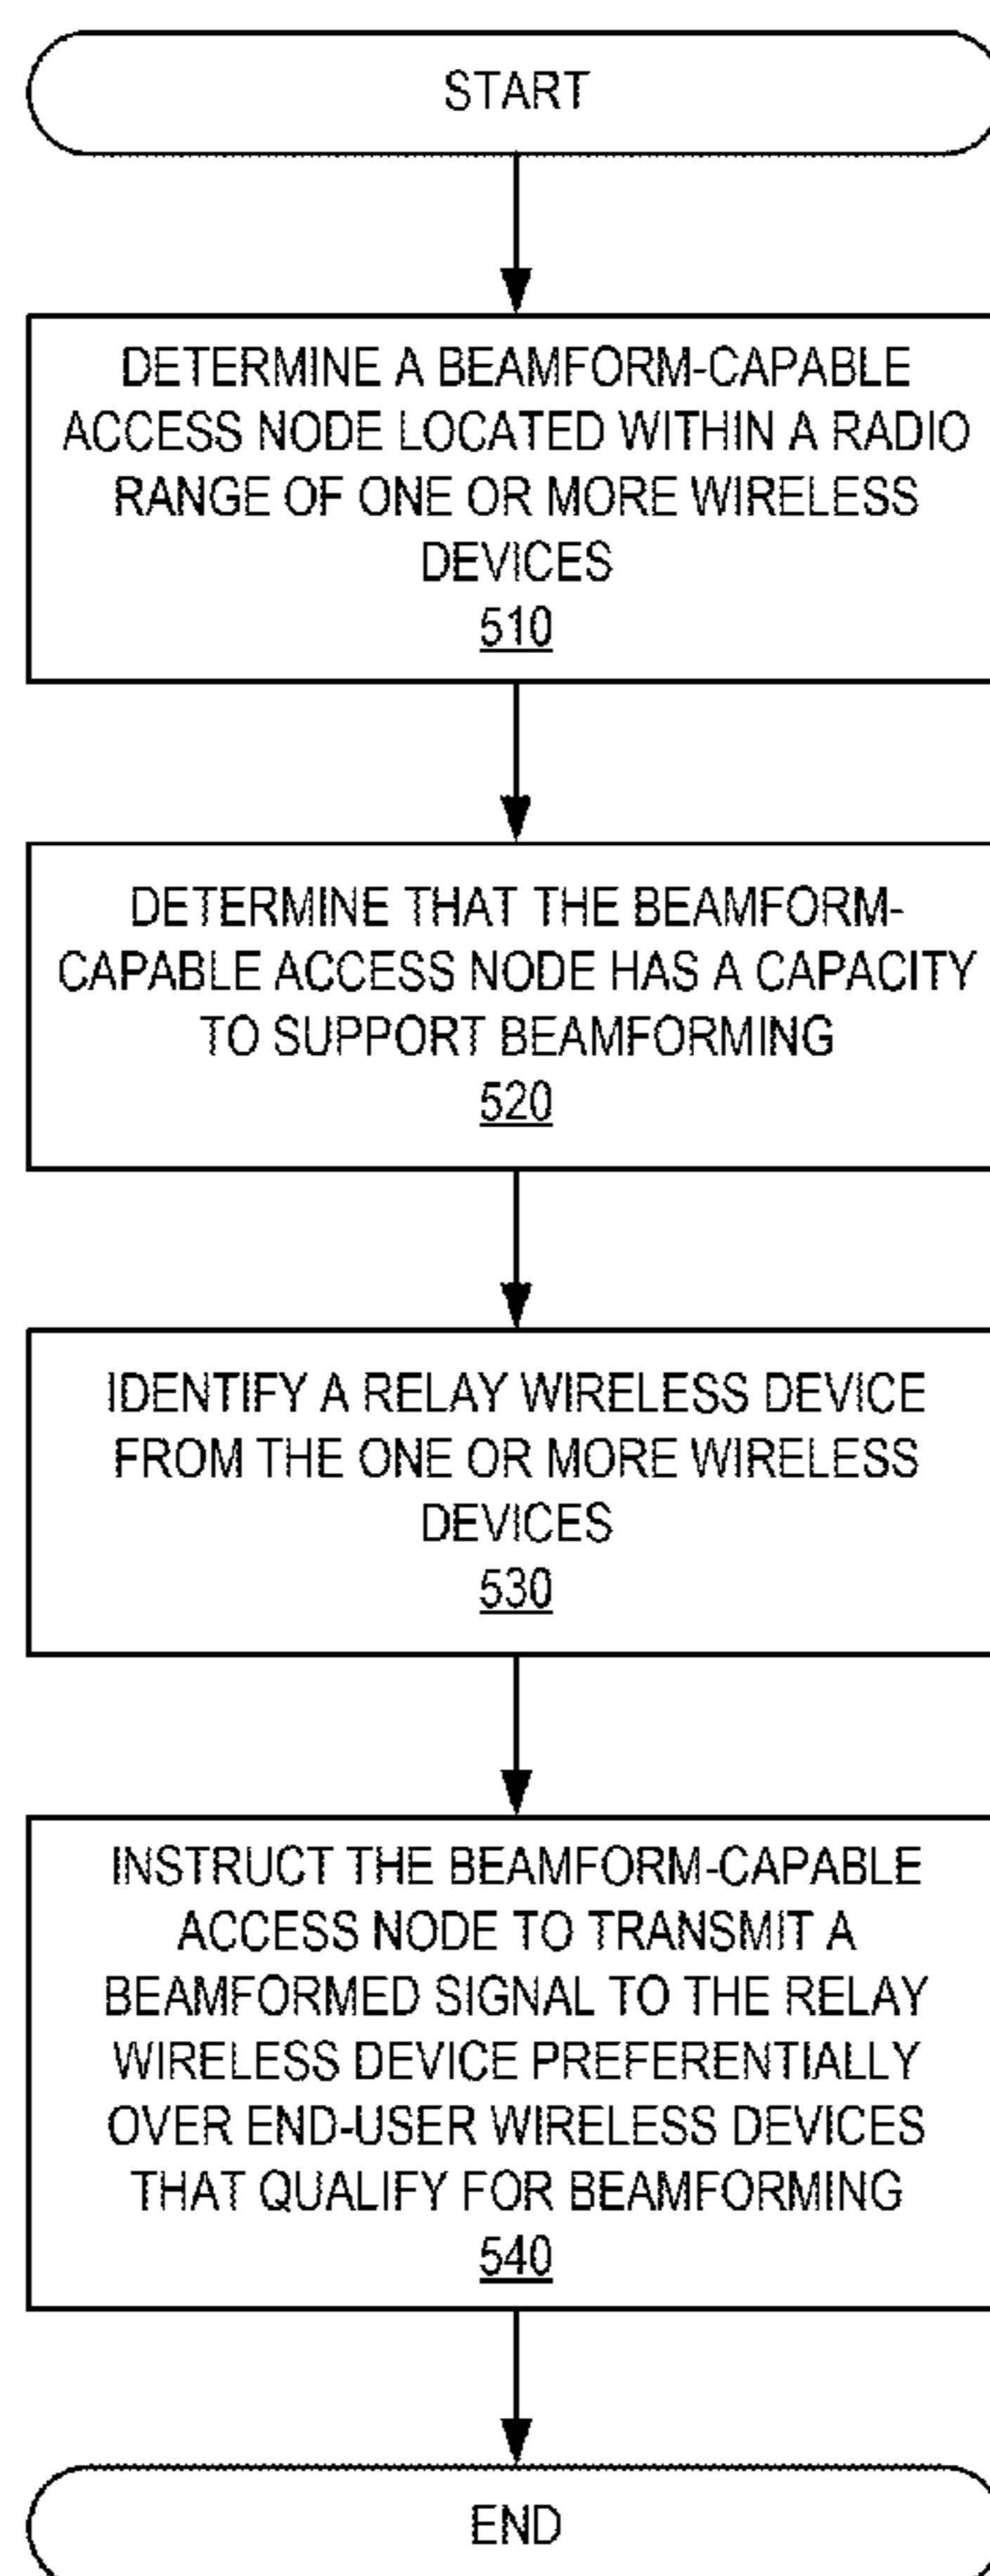 START
DETERMINE A BEAMFORM-CAPABLE
ACCESS NODE LOCATED WITHIN A RADIO
RANGE OF ONE OR MORE WIRELESS
DEVICES
510
DETERMINE THAT THE BEAMFORM-
CAPABLE ACCESS NODE HAS A CAPACITY
TO SUPPORT BEAMFORMING
520
IDENTIFY A RELAY WIRELESS DEVICE
FROM THE ONE OR MORE WIRELESS
DEVICES
530
INSTRUCT THE BEAMFORM-CAPABLE
ACCESS NODE TO TRANSMIT A
BEAMFORMED SIGNAL TO THE RELAY
WIRELESS DEVICE PREFERENTIALLY
OVER END-USER WIRELESS DEVICES
THAT QUALIFY FOR BEAMFORMING
540
END